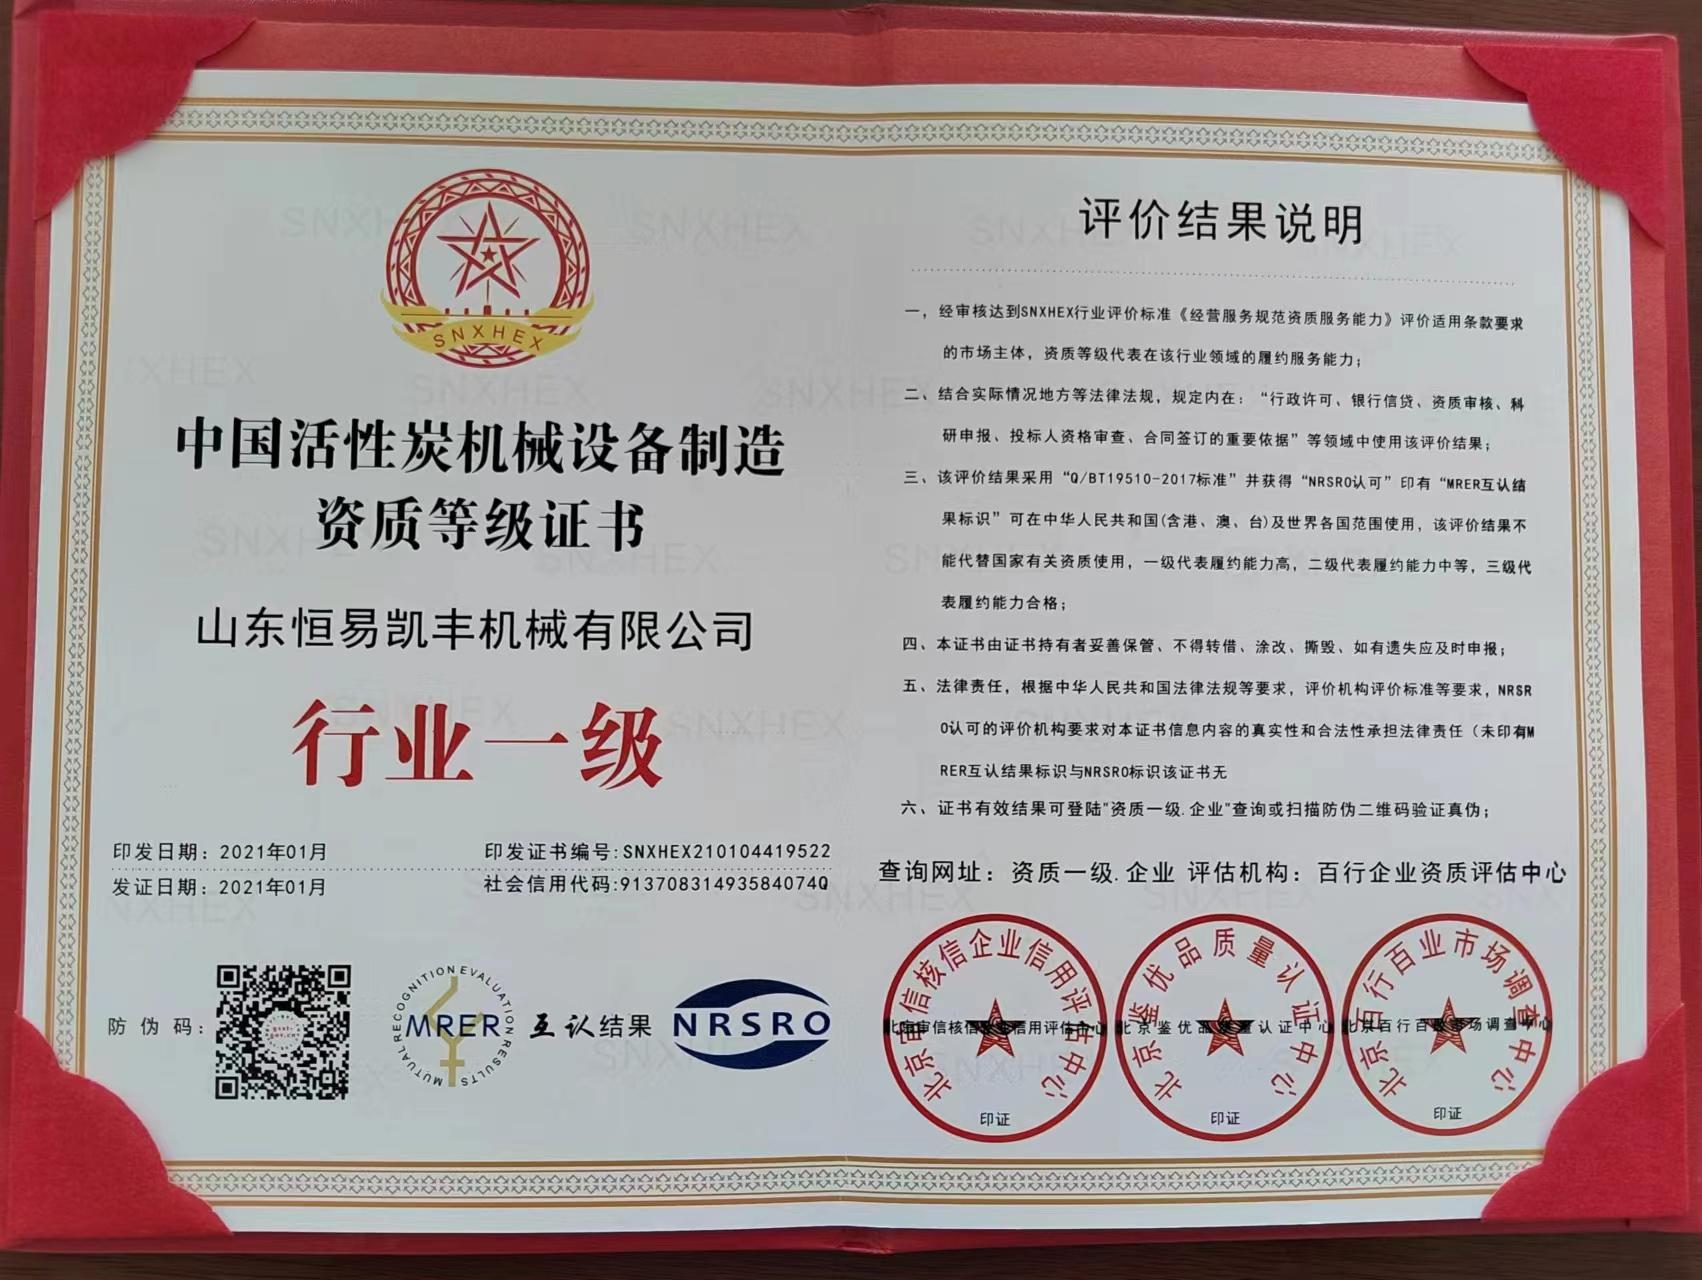 SNXHEX
中国活性炭机械设备制造
资质等级证书
山东恒易凯丰机械有限公司
行业一级
印发日期：2021年01月
印发证书编号:SNXHEX210104419522
发证日期：2021年01月
社会信用代码:91370831493584074Q
防伪码：
MUTUAL RECOGNITION EVALUATION RESULTS
MRER
互认结果
NRSRO
评价结果说明
一，经审核达到SNXHEX行业评价标准《经营服务规范资质服务能力》评价适用条款要求
的市场主体，资质等级代表在该行业领域的履约服务能力；
二、结合实际情况地方等法律法规，规定内在：“行政许可、银行信贷、资质审核、科
研申报、投标人资格审查、合同签订的重要依据”等领域中使用该评价结果；
三、该评价结果采用“Q/BT19510-2017标准”并获得“NRSRO认可”印有“MRER互认结
果标识”可在中华人民共和国(含港、澳、台)及世界各国范围使用，该评价结果不
能代替国家有关资质使用，一级代表履约能力高，二级代表履约能力中等，三级代
表履约能力合格；
四、本证书由证书持有者妥善保管、不得转借、涂改、撕毁、如有遗失应及时申报；
五、法律责任，根据中华人民共和国法律法规等要求，评价机构评价标准等要求，NRSR
O认可的评价机构要求对本证书信息内容的真实性和合法性承担法律责任（未印有M
RER互认结果标识与NRSRO标识该证书无
六、证书有效结果可登陆"资质一级.企业"查询或扫描防伪二维码验证真伪；
查询网址：资质一级.企业 评估机构：百行企业资质评估中心
北京审信核信企业信用评估中心
印证
北京鉴优品质量认证中心
北京鉴优品质量认证中心
印证
北京百行百业市场调查中心
北京百行百业市场调查中心
印证